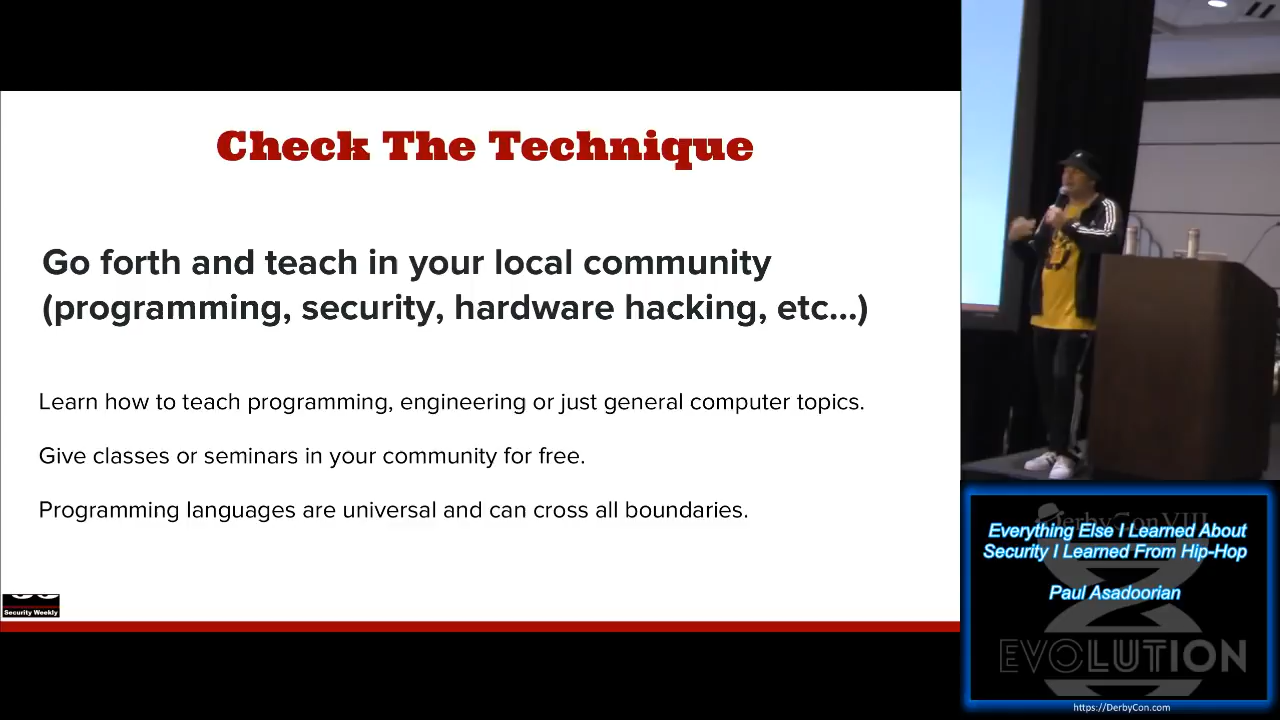 Check The Technique
Go forth and teach in your local community
(programming, security, hardware hacking, etc...)
Learn how to teach programming, engineering or just general computer topics.
Give classes or seminars in your community for free.
Programming languages are universal and can cross all boundaries.
Security Weekly
DerbyCon VIII
Everything Else I Learned About
Security I Learned From Hip-Hop
Paul Asadoorian
EVOLUTION
https://DerbyCon.com